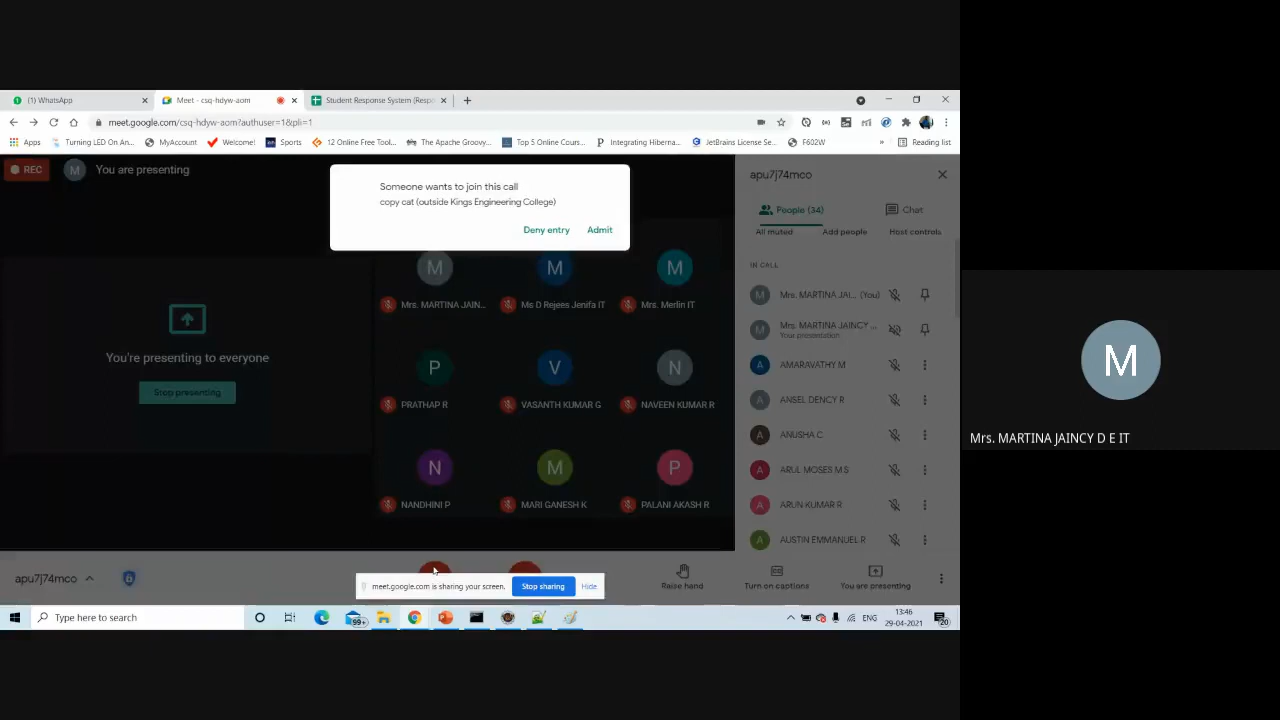 (1) WhatsApp
Meet - csq-hdyw-aom
Student Response System (Respo
meet.google.com/csq-hdyw-aom?authuser=1&pli=1
Apps
Turning LED On An...
MyAccount
Welcome!
Sports
12 Online Free Tool...
The Apache Groovy...
Top 5 Online Cours...
Integrating Hiberna...
JetBrains License Se...
F602W
»
Reading list
REC
M
You are presenting
Someone wants to join this call
copy cat (outside Kings Engineering College)
Deny entry
Admit
apu7j74mco
People (34)
Chat
All muted
Add people
Host controls
IN CALL
M
Mrs. MARTINA JAI... (You)
M
Mrs. MARTINA JAINCY ...
Your presentation
A
AMARAVATHY M
A
ANSEL DENCY R
A
ANUSHA C
A
ARUL MOSES M S
A
ARUN KUMAR R
A
AUSTIN EMMANUEL R
You're presenting to everyone
Stop presenting
M
Mrs. MARTINA JAIN...
M
Ms D Rejees Jenifa IT
M
Mrs. Merlin IT
P
PRATHAP R
V
VASANTH KUMAR G
N
NAVEEN KUMAR R
N
NANDHINI P
M
MARI GANESH K
P
PALANI AKASH R
M
Mrs. MARTINA JAINCY D E IT
apu7j74mco
meet.google.com is sharing your screen.
Stop sharing
Hide
Raise hand
Turn on captions
You are presenting
Type here to search
99+
ENG
13:46
29-04-2021
20